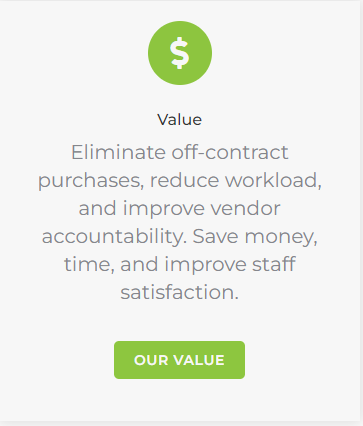 $
Value
Eliminate off-contract
purchases, reduce workload,
and improve vendor
accountability. Save money,
time, and improve staff
satisfaction.
OUR VALUE